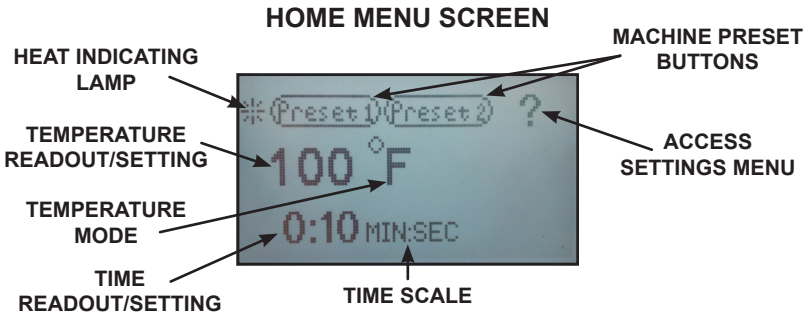 HOME MENU SCREEN
HEAT INDICATING
LAMP
MACHINE PRESET
BUTTONS
Preset 1 Preset 2 ?
TEMPERATURE
READOUT/SETTING
100 °F
ACCESS
SETTINGS MENU
TEMPERATURE
MODE
0:10 MIN:SEC
TIME
READOUT/SETTING
TIME SCALE